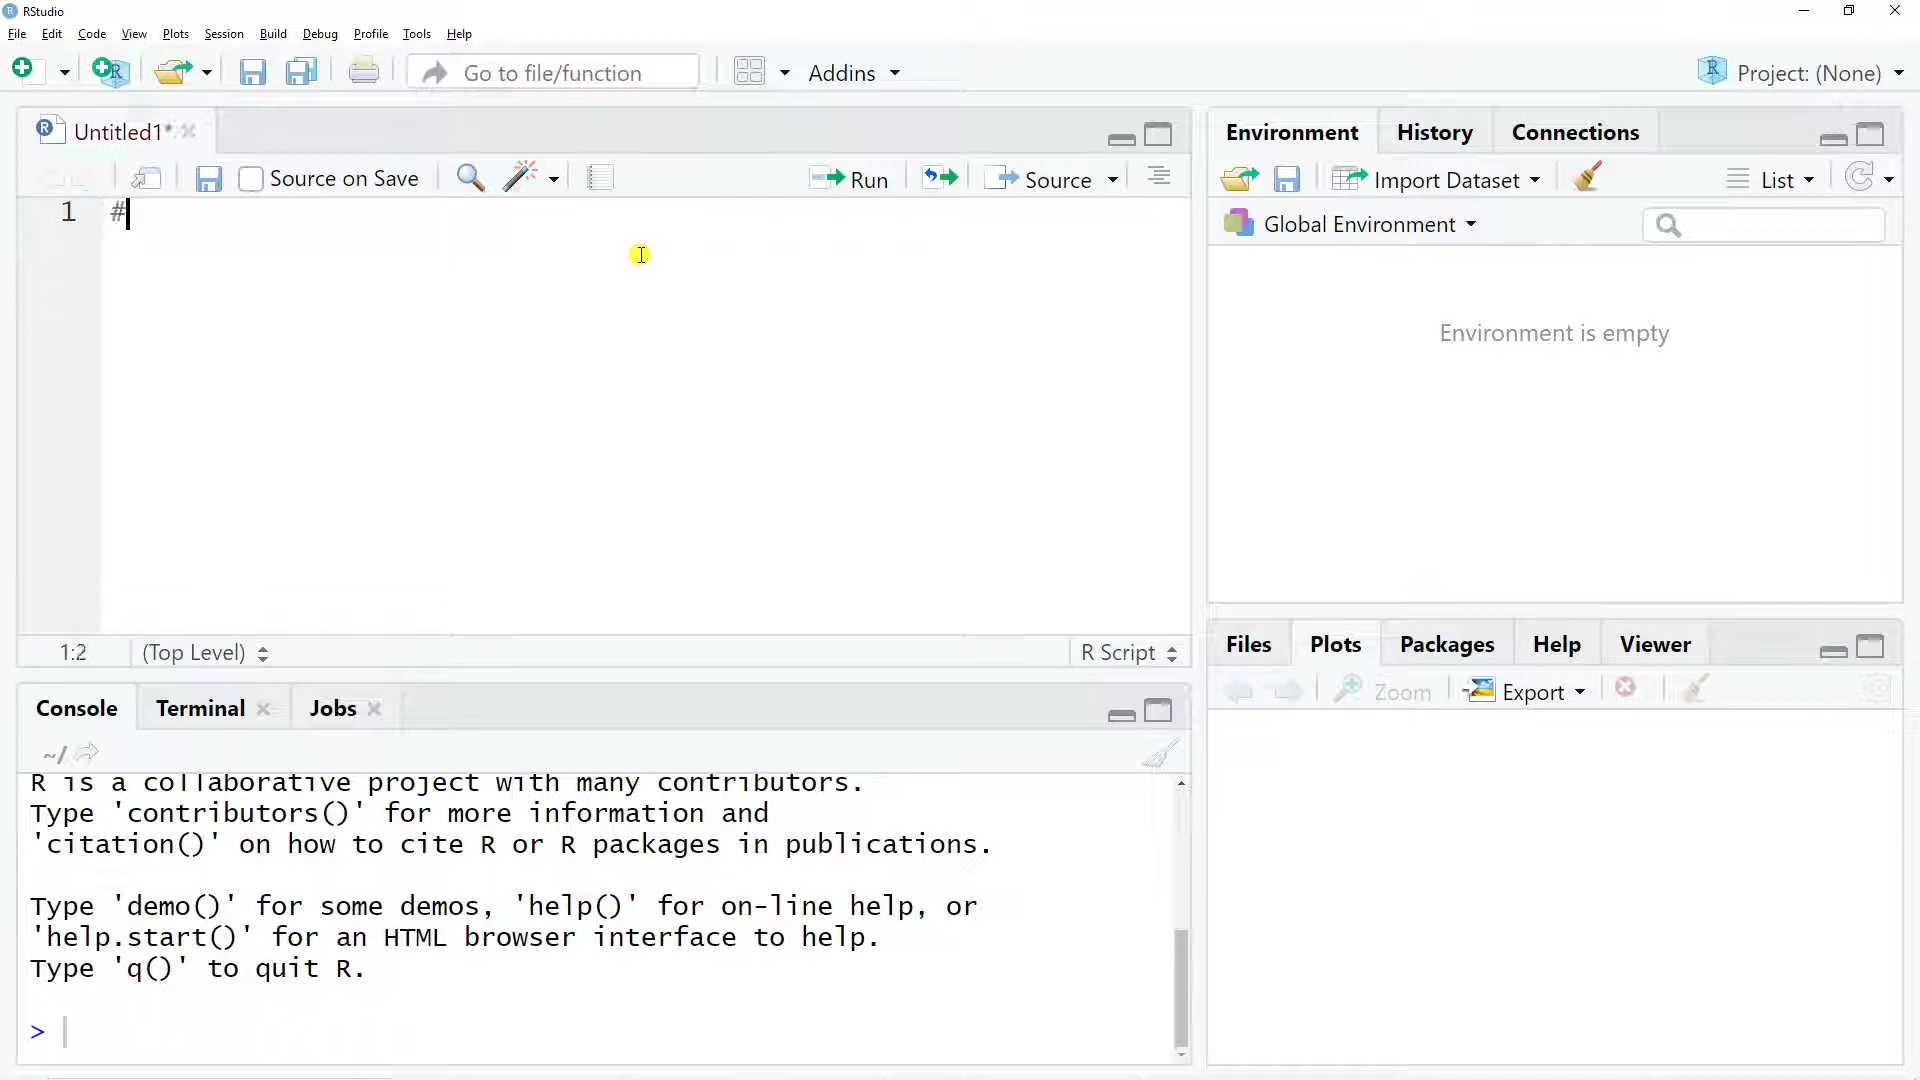 RStudio
File Edit Code View Plots Session Build Debug Profile Tools Help
Go to file/function Addins Project: (None)
Untitled1*
Source on Save Run Source
1 #
1:2 (Top Level) R Script
Console Terminal Jobs
~/
R is a collaborative project with many contributors.
Type 'contributors()' for more information and
'citation()' on how to cite R or R packages in publications.
Type 'demo()' for some demos, 'help()' for on-line help, or
'help.start()' for an HTML browser interface to help.
Type 'q()' to quit R.
>
Environment History Connections
Import Dataset List
Global Environment
Environment is empty
Files Plots Packages Help Viewer
Zoom Export